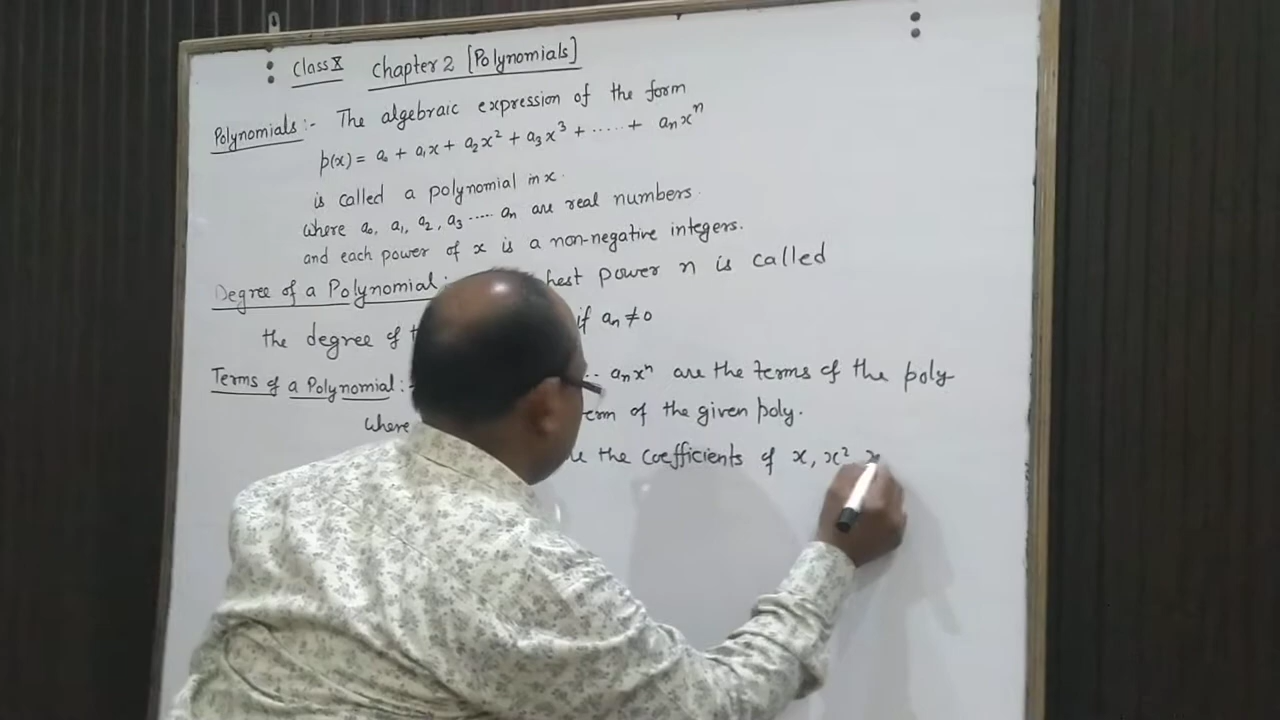 Class X Chapter 2 [Polynomials]
Polynomials :- The algebraic expression of the form
p(x) = a₀ + a₁x + a₂x² + a₃x³ + ..... + aₙxⁿ
is called a polynomial in x.
where a₀, a₁, a₂, a₃ ..... aₙ are real numbers.
and each power of x is a non-negative integers.
Degree of a Polynomial : power n is called
the degree of if aₙ ≠ 0
Terms of a Polynomial :- .. aₙxⁿ are the terms of the poly-
where of the given poly.
the coefficients of x, x²